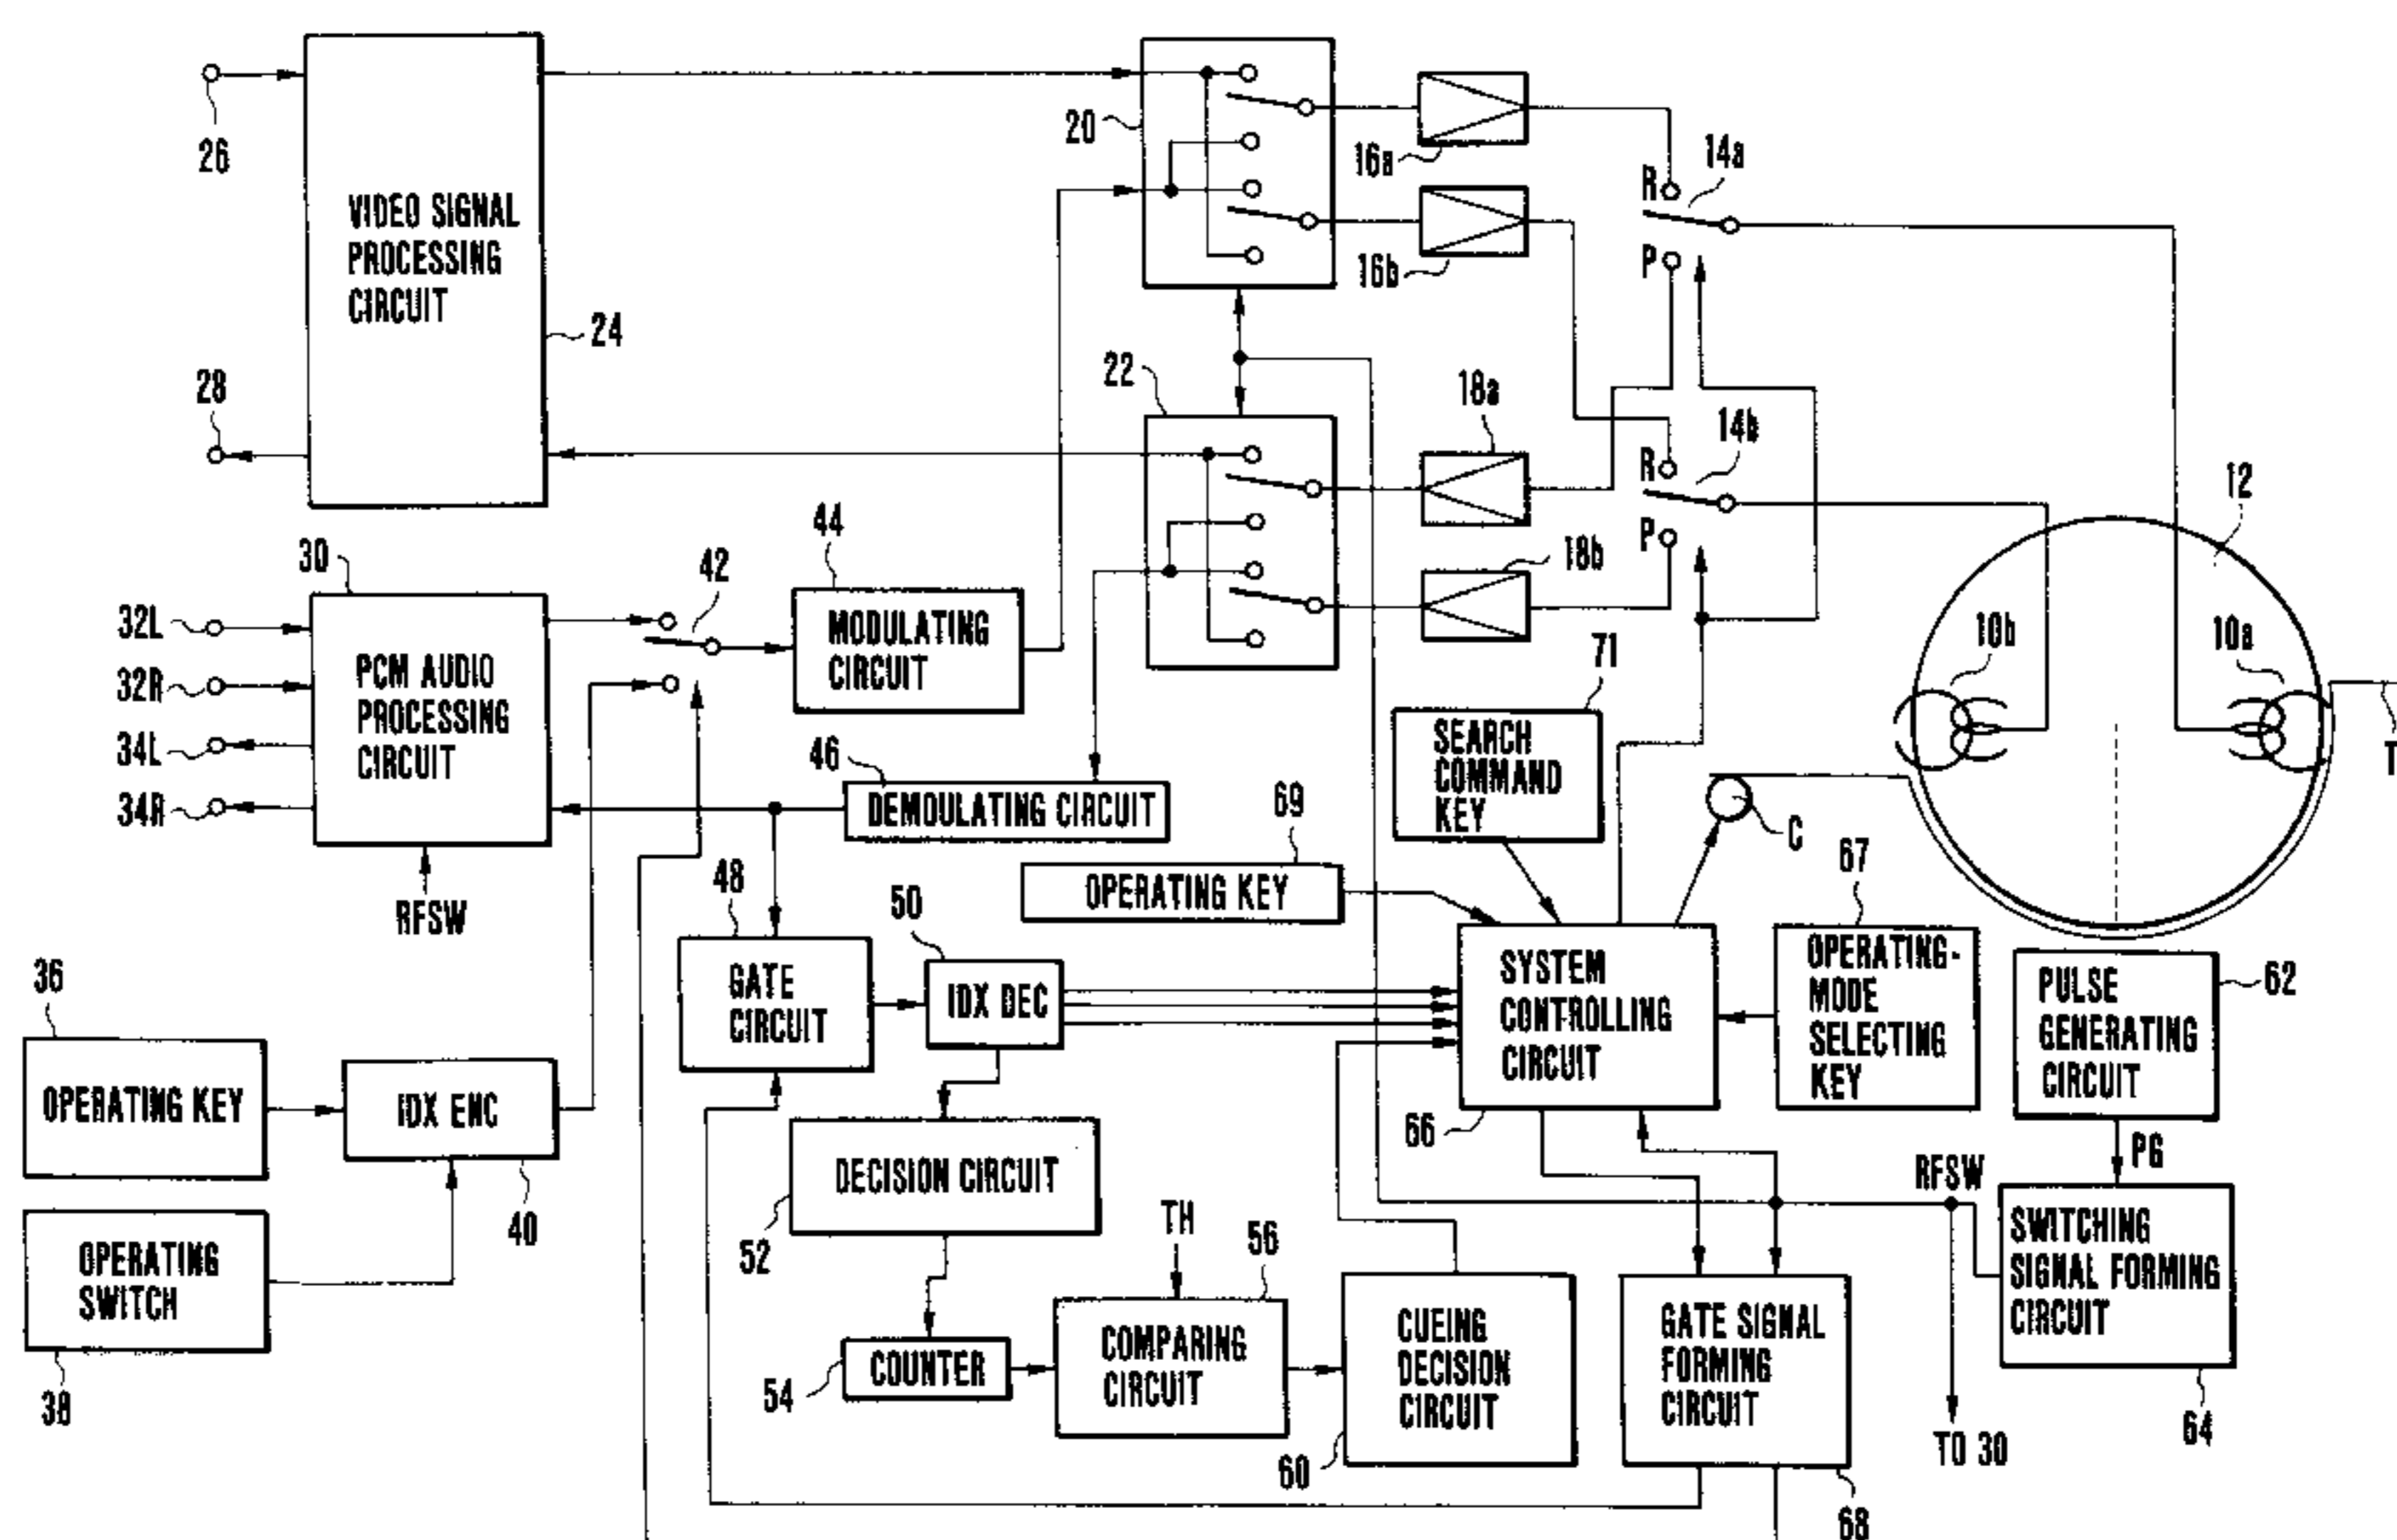 26
VIDEO SIGNAL
PROCESSING
CIRCUIT
24
28
20
16a
16b
R
P
14a
22
18a
18b
R
P
14b
12
10b
10a
T
30
32L
32R
34L
34R
PCM AUDIO
PROCESSING
CIRCUIT
RFSW
42
44
MODULATING
CIRCUIT
46
DEMOULATING CIRCUIT
71
SEARCH
COMMAND
KEY
69
OPERATING KEY
C
67
OPERATING-
MODE
SELECTING
KEY
48
GATE
CIRCUIT
50
IDX DEC
SYSTEM
CONTROLLING
CIRCUIT
66
PULSE
GENERATING
CIRCUIT
62
PG
36
OPERATING KEY
IDX ENC
40
OPERATING
SWITCH
38
DECISION CIRCUIT
52
54
COUNTER
TH
56
COMPARING
CIRCUIT
CUEING
DECISION
CIRCUIT
60
GATE SIGNAL
FORMING
CIRCUIT
68
RFSW
TO 30
SWITCHING
SIGNAL FORMING
CIRCUIT
64